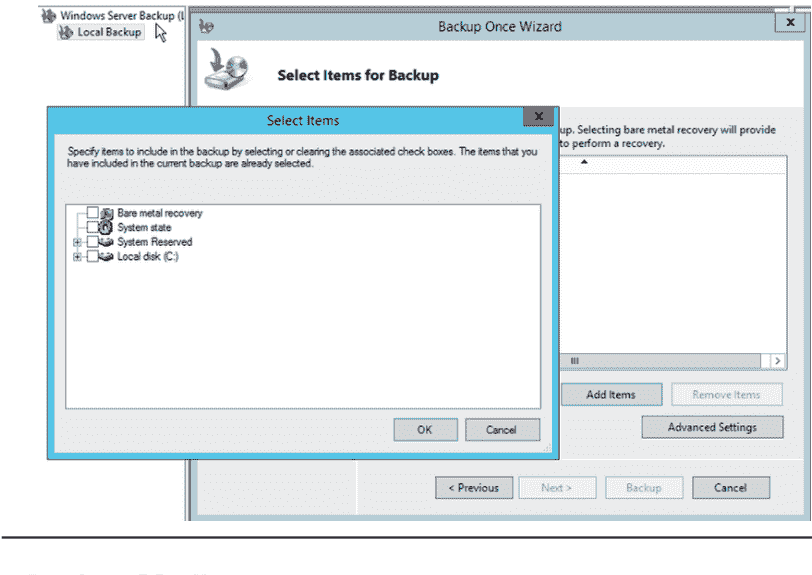 Windows Server Backup (L
Local Backup
Backup Once Wizard
x
Select Items for Backup
Select Items
x
up. Selecting bare metal recovery will provide
to perform a recovery.
Specify items to include in the backup by selecting or clearing the associated check boxes. The items that you
have included in the current backup are already selected.
Bare metal recovery
System state
System Reserved
Local disk (C:)
Add Items
Remove Items
OK
Cancel
Advanced Settings
< Previous
Next >
Backup
Cancel